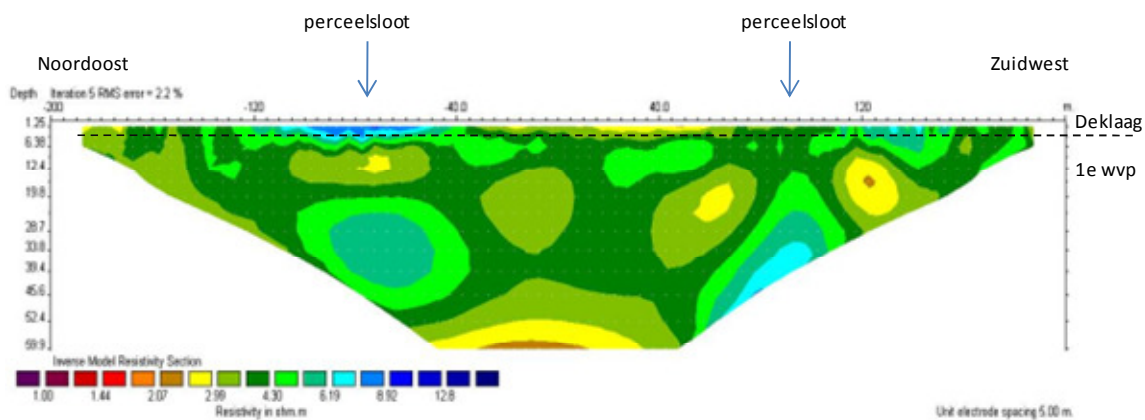 perceelsloot perceelsloot
Noordoost Zuidwest
Depth Iteration 5 RMS error = 2.2 %
-200 -120 -40.0 40.0 120 m.
Deklaag
1e wvp
1.25
6.38
12.4
19.8
28.7
33.8
39.4
45.6
52.4
59.9
Inverse Model Resistivity Section
1.00 1.44 2.07 2.99 4.30 6.19 8.92 12.8
Resistivity in ohm.m
Unit electrode spacing 5.00 m.